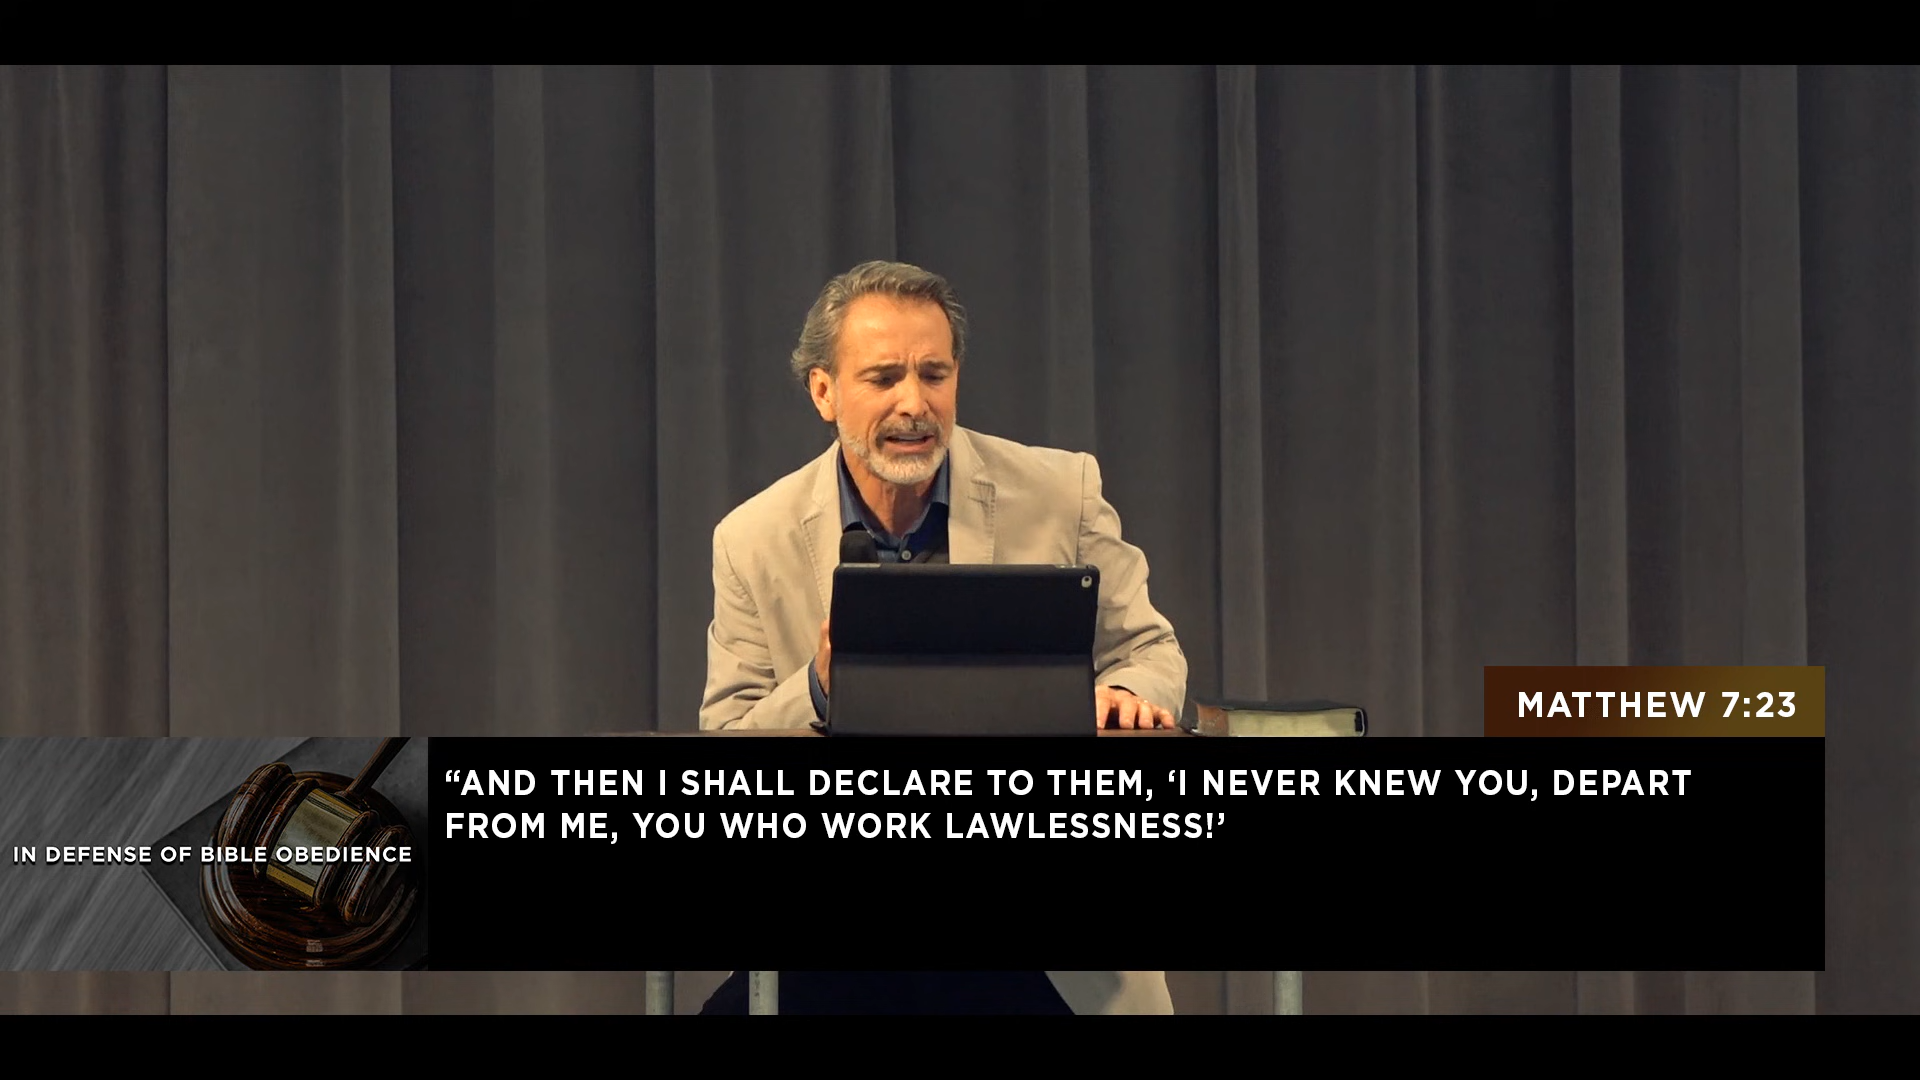 MATTHEW 7:23
“AND THEN I SHALL DECLARE TO THEM, ‘I NEVER KNEW YOU, DEPART
FROM ME, YOU WHO WORK LAWLESSNESS!’
IN DEFENSE OF BIBLE OBEDIENCE